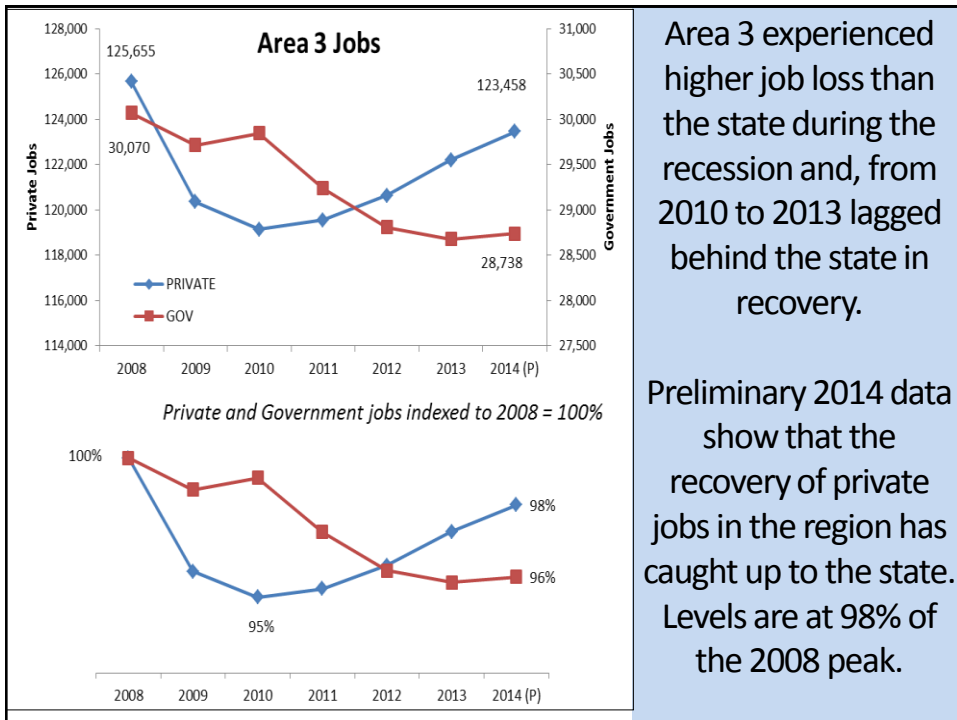 Area 3 Jobs
128,000
126,000
124,000
122,000
120,000
118,000
116,000
114,000
Private Jobs
31,000
30,500
30,000
29,500
29,000
28,500
28,000
27,500
Government Jobs
125,655
30,070
123,458
28,738
PRIVATE
GOV
2008 2009 2010 2011 2012 2013 2014 (P)
Private and Government jobs indexed to 2008 = 100%
100%
95%
98%
96%
2008 2009 2010 2011 2012 2013 2014 (P)
Area 3 experienced
higher job loss than
the state during the
recession and, from
2010 to 2013 lagged
behind the state in
recovery.
Preliminary 2014 data
show that the
recovery of private
jobs in the region has
caught up to the state.
Levels are at 98% of
the 2008 peak.